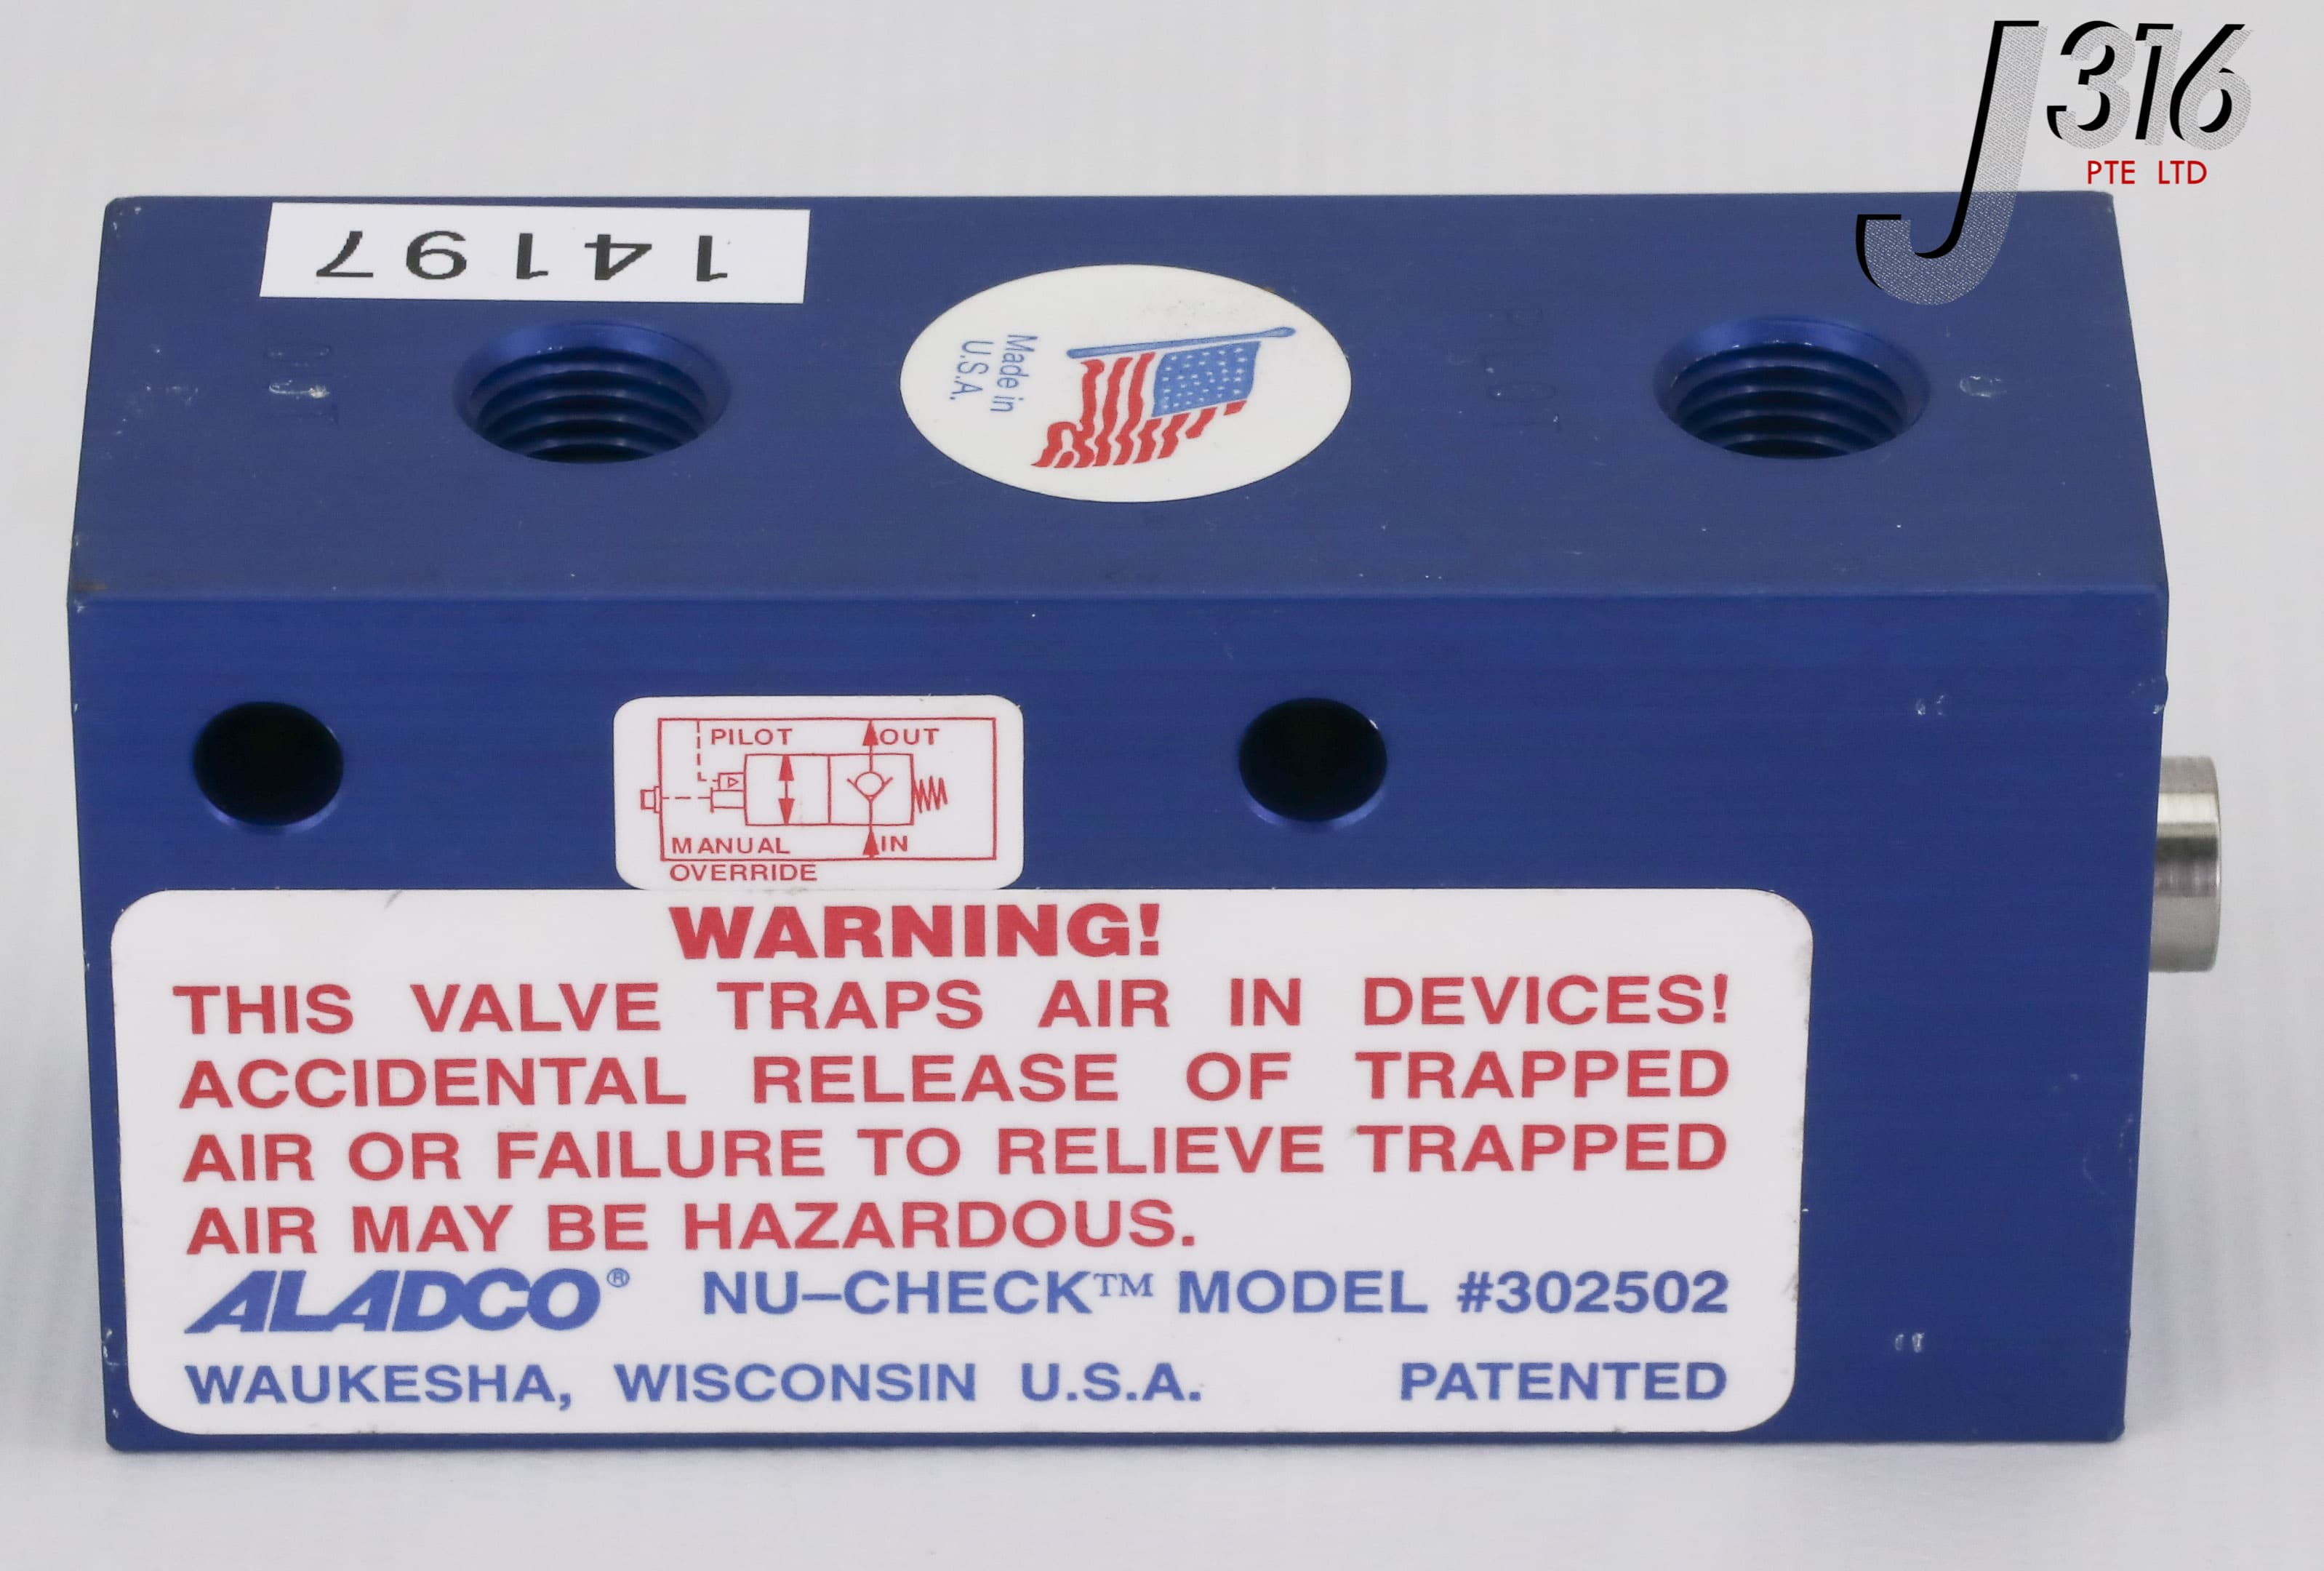 J316
PTE LTD
14197
Made in
U.S.A.
PILOT
OUT
MANUAL
IN
OVERRIDE
WARNING!
THIS VALVE TRAPS AIR IN DEVICES!
ACCIDENTAL RELEASE OF TRAPPED
AIR OR FAILURE TO RELIEVE TRAPPED
AIR MAY BE HAZARDOUS.
ALADCO® NU–CHECK™ MODEL #302502
WAUKESHA, WISCONSIN U.S.A. PATENTED